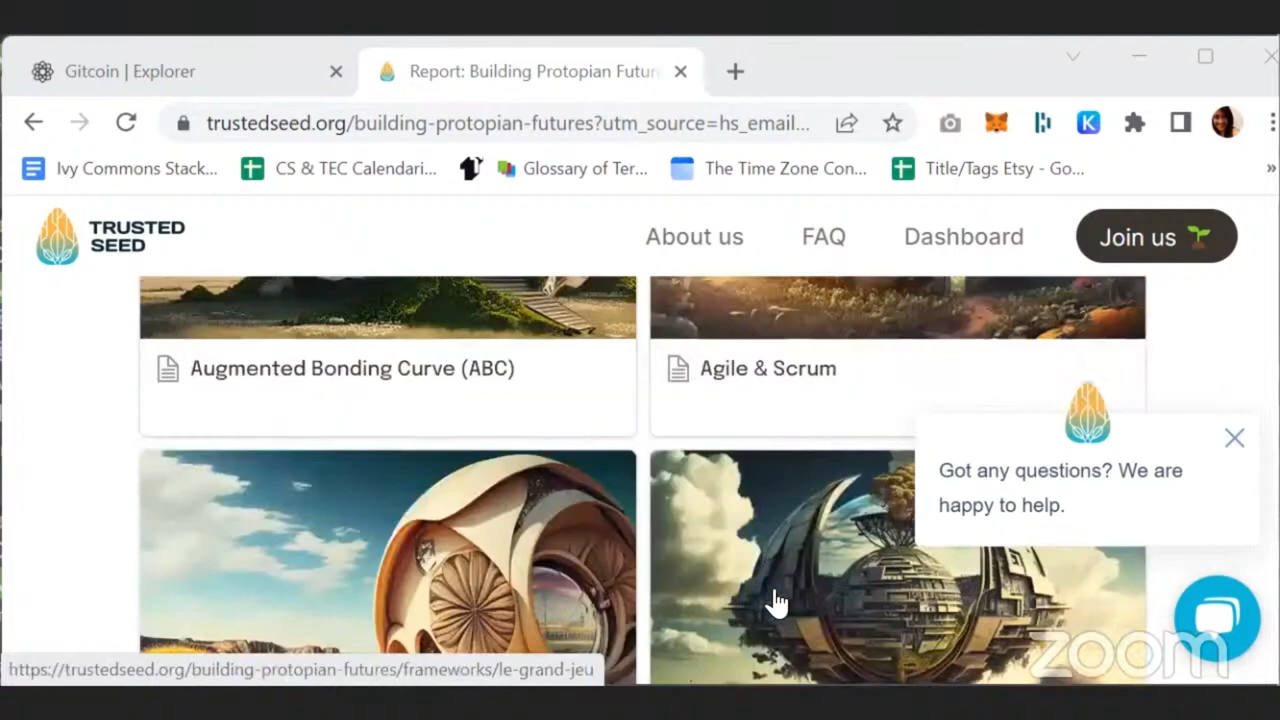 Gitcoin | Explorer
Report: Building Protopian Futur
trustedseed.org/building-protopian-futures?utm_source=hs_email...
Ivy Commons Stack...
CS & TEC Calendari...
Glossary of Ter...
The Time Zone Con...
Title/Tags Etsy - Go...
»
TRUSTED
SEED
About us
FAQ
Dashboard
Join us
Augmented Bonding Curve (ABC)
Agile & Scrum
Got any questions? We are
happy to help.
https://trustedseed.org/building-protopian-futures/frameworks/le-grand-jeu
zoom